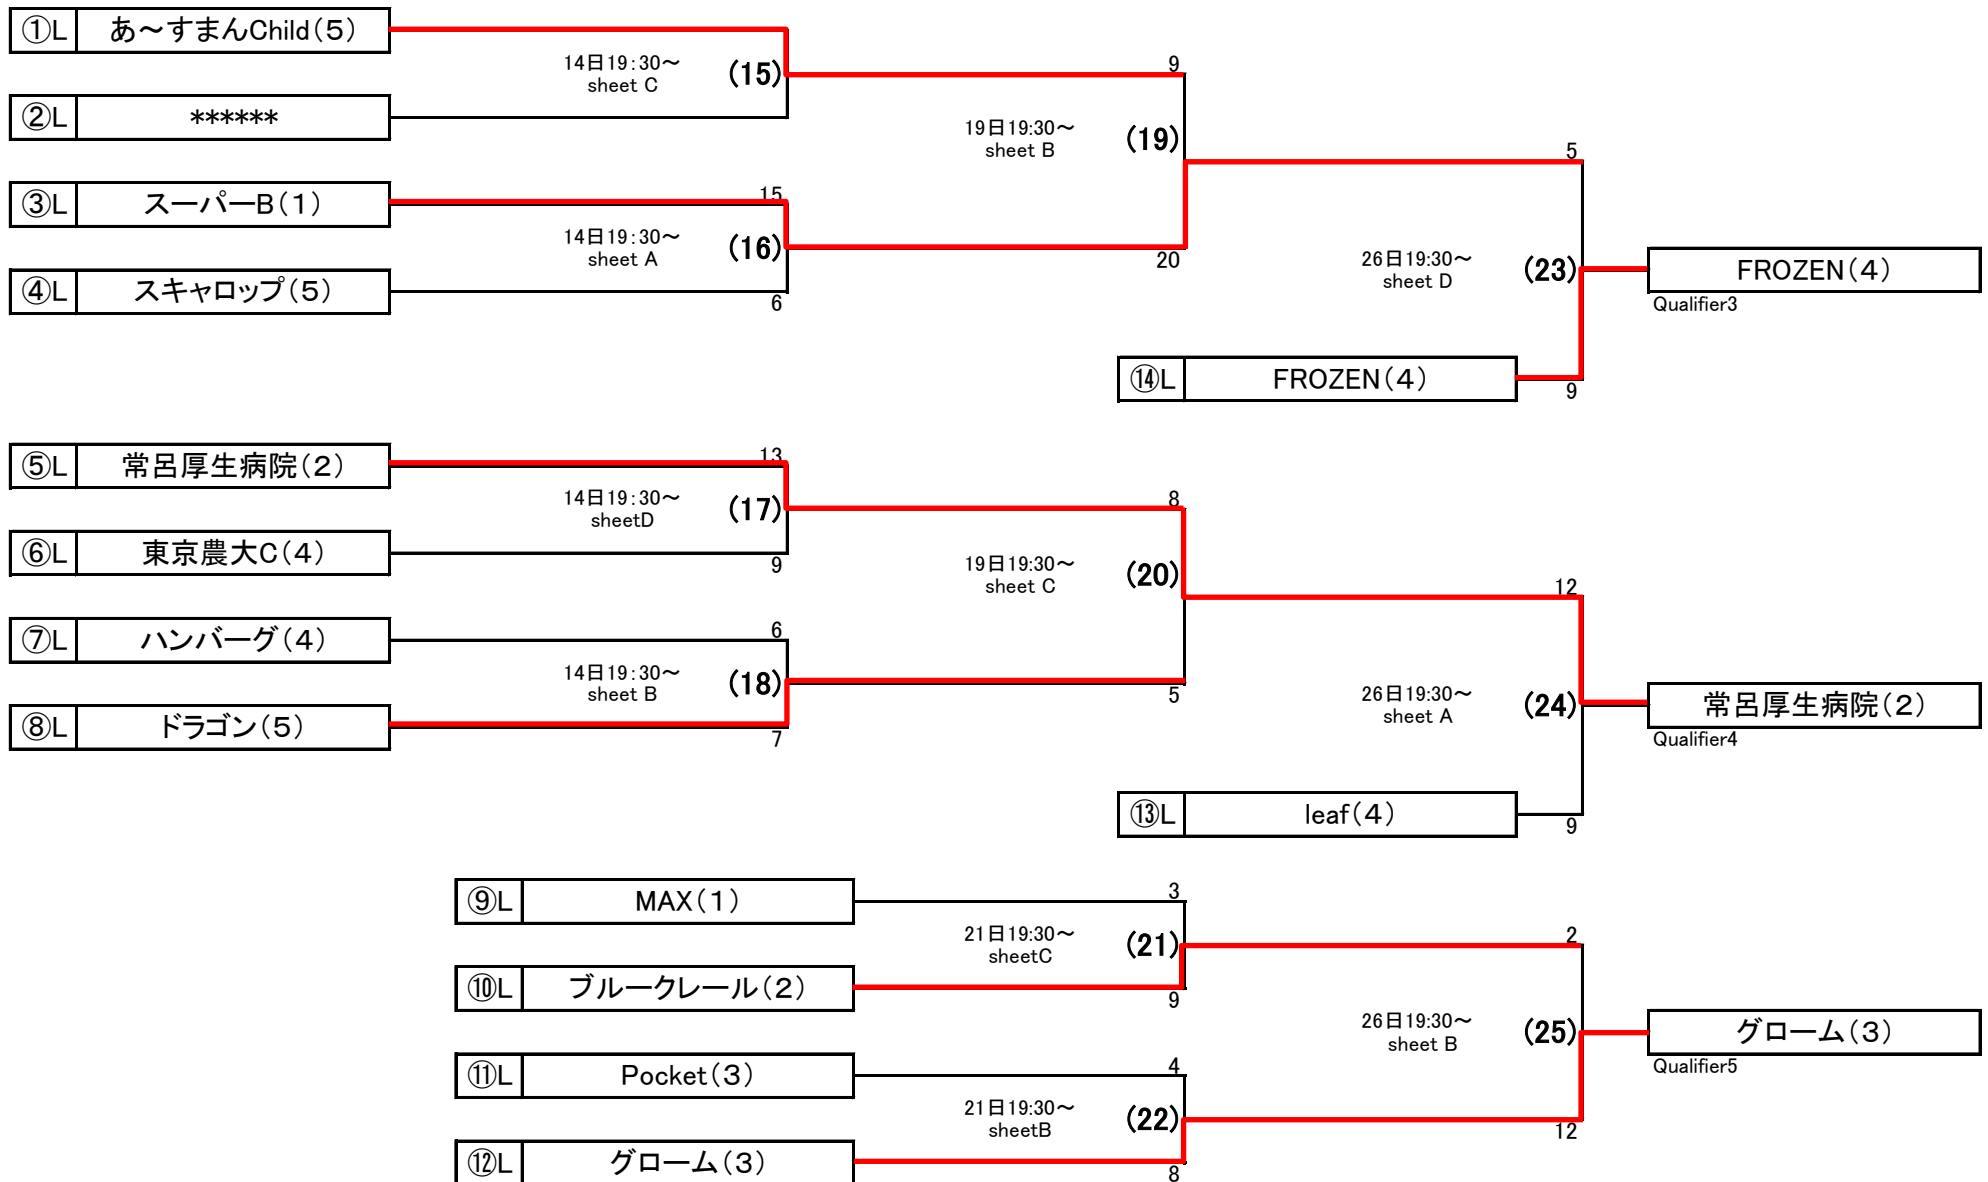 ①L あ～すまんChild(5)
14日19:30～
sheet C
(15)
②L ******
9
19日19:30～
sheet B
(19)
③L スーパーB(1)
15
14日19:30～
sheet A
(16)
20
④L スキャロップ(5)
6
5
26日19:30～
sheet D
(23)
FROZEN(4)
Qualifier3
⑭L FROZEN(4)
9
⑤L 常呂厚生病院(2)
13
14日19:30～
sheetD
(17)
8
⑥L 東京農大C(4)
9
19日19:30～
sheet C
(20)
⑦L ハンバーグ(4)
6
14日19:30～
sheet B
(18)
5
⑧L ドラゴン(5)
7
12
26日19:30～
sheet A
(24)
常呂厚生病院(2)
Qualifier4
⑬L leaf(4)
9
⑨L MAX(1)
3
21日19:30～
sheetC
(21)
⑩L ブルークレール(2)
9
2
26日19:30～
sheet B
(25)
グローム(3)
Qualifier5
⑪L Pocket(3)
4
21日19:30～
sheetB
(22)
12
⑫L グローム(3)
8